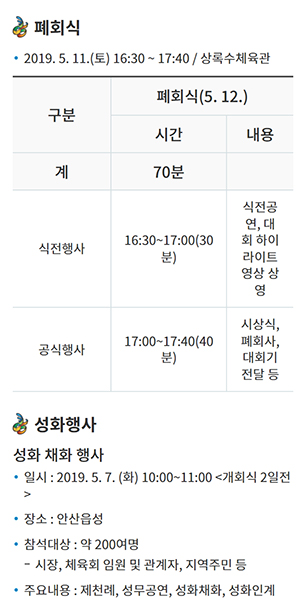 폐회식
• 2019. 5. 11.(토) 16:30 ~ 17:40 / 상록수체육관
구분
폐회식(5. 12.)
시간
내용
계
70분
식전행사
16:30~17:00(30
분)
식전공
연, 대
회 하이
라이트
영상 상
영
공식행사
17:00~17:40(40
분)
시상식,
폐회사,
대회기
전달 등
성화행사
성화 채화 행사
• 일시 : 2019. 5. 7. (화) 10:00~11:00 <개회식 2일전
>
• 장소 : 안산읍성
• 참석대상 : 약 200여명
- 시장, 체육회 임원 및 관계자, 지역주민 등
• 주요내용 : 제천례, 성무공연, 성화채화, 성화인계